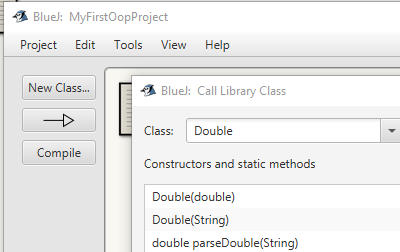 BlueJ: MyFirstOopProject
Project Edit Tools View Help
New Class...
Compile
BlueJ: Call Library Class
Class: Double
Constructors and static methods
Double(double)
Double(String)
double parseDouble(String)